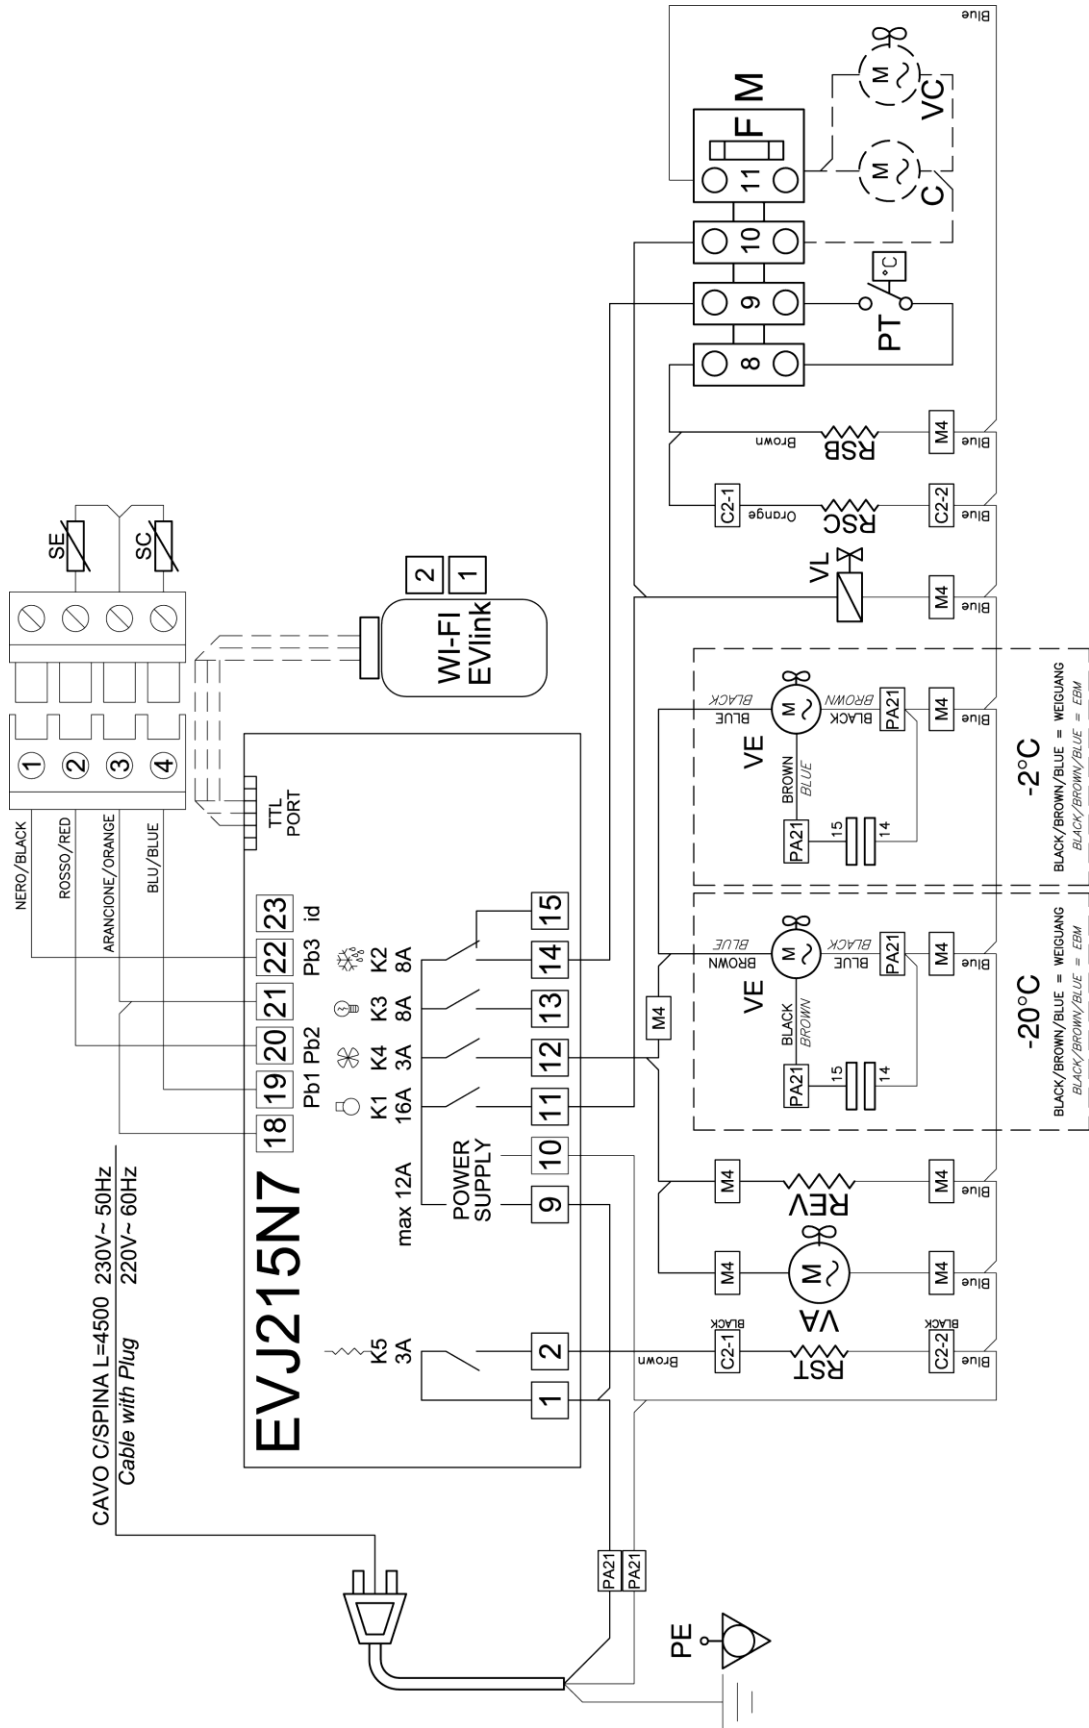 CAVO C/SPINA L=4500 230V~ 50Hz
Cable with Plug 220V~ 60Hz
NERO/BLACK
ROSSO/RED
ARANCIONE/ORANGE
BLU/BLUE
1
2
3
4
SE
SC
EVJ215N7
18
19
20
21
22
23
Pb1
Pb2
Pb3
id
TTL
PORT
WI-FI
EVlink
2
1
K5
3A
max 12A
POWER
SUPPLY
K1
16A
K4
3A
K3
8A
K2
8A
1
2
9
10
11
12
13
14
15
PA21
PA21
PE
Brown
C2-1
BLACK
RST
C2-2
BLACK
Blue
M4
M
VA
M4
Blue
M4
REV
M4
Blue
M4
BROWN
BLUE
VE
M
BLACK
BROWN
PA21
15
14
BLUE
BLACK
PA21
M4
Blue
-20°C
BLACK/BROWN/BLUE = WEIGUANG
BLACK/BROWN/BLUE = EBM
BLUE
BLACK
VE
M
BROWN
BLUE
PA21
15
14
BLACK
BROWN
PA21
M4
Blue
-2°C
BLACK/BROWN/BLUE = WEIGUANG
BLACK/BROWN/BLUE = EBM
VL
M4
Blue
C2-1
Orange
RSC
C2-2
Blue
Brown
RSB
M4
Blue
8
9
10
11
F
M
PT
°C
C
M
VC
M
Blue